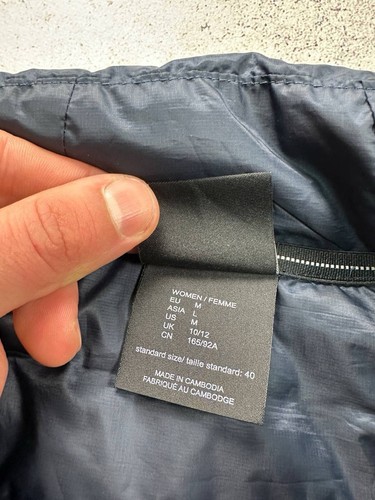 WOMEN / FEMME
EU M
ASIA L
US M
UK 10/12
CN 165/92A
standard size/ taille standard: 40
MADE IN CAMBODIA
FABRIQUÉ AU CAMBODGE